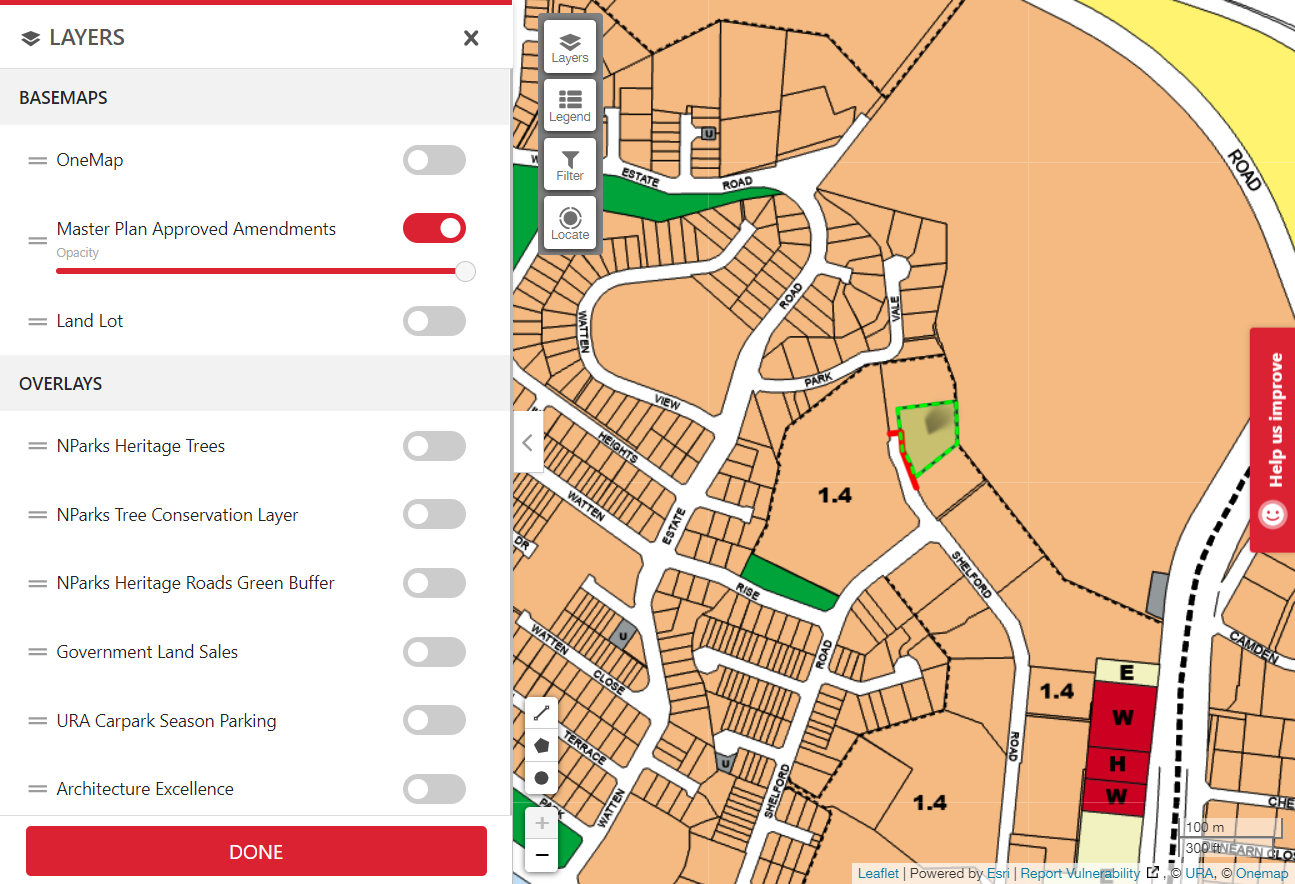 LAYERS
BASEMAPS
OneMap
Master Plan Approved Amendments
Opacity
Land Lot
OVERLAYS
NParks Heritage Trees
NParks Tree Conservation Layer
NParks Heritage Roads Green Buffer
Government Land Sales
URA Carpark Season Parking
Architecture Excellence
DONE
Layers
Legend
Filter
Locate
U
ESTATE
ROAD
ROAD
WATTEN
ROAD
VALE
PARK
VIEW
HEIGHTS
WATTEN
1.4
ESTATE
DR
SHELFORD
RISE
U
WATTEN
CLOSE
ROAD
CAMDEN
E
1.4
W
ROAD
TERRACE
U
H
SHELFORD
W
1.4
PARK
WATTEN
CHE
100 m
300 ft
DUNEARN CLOS
E
Help us improve
Leaflet | Powered by Esri | Report Vulnerability , © URA, © Onemap